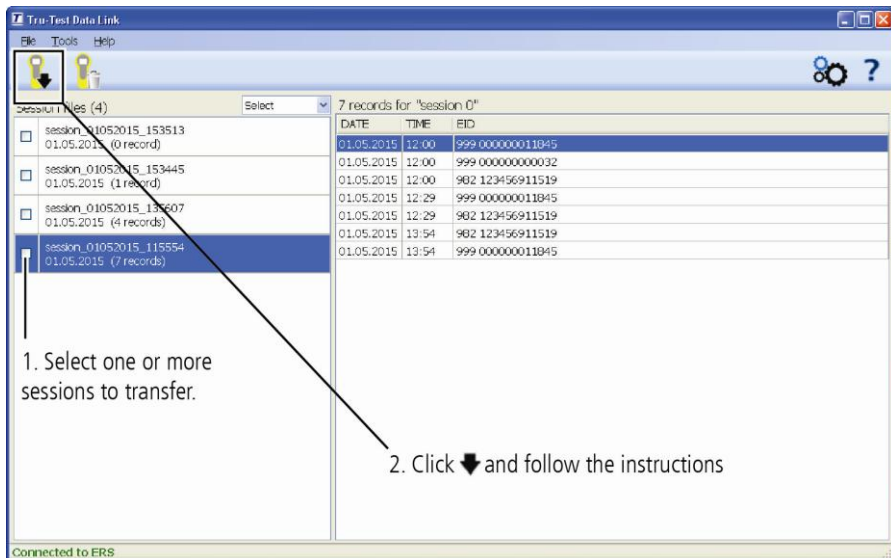 Tru-Test Data Link
File Tools Help
?
Session files (4)
Select
session_01052015_153513
01.05.2015 (0 record)
session_01052015_153445
01.05.2015 (1 record)
session_01052015_135607
01.05.2015 (4 records)
session_01052015_115554
01.05.2015 (7 records)
7 records for "session 0"
DATE TIME EID
01.05.2015 12:00 999 000000011845
01.05.2015 12:00 999 000000000032
01.05.2015 12:00 982 123456911519
01.05.2015 12:29 999 000000011845
01.05.2015 12:29 982 123456911519
01.05.2015 13:54 982 123456911519
01.05.2015 13:54 999 000000011845
1. Select one or more
sessions to transfer.
2. Click and follow the instructions
Connected to ERS